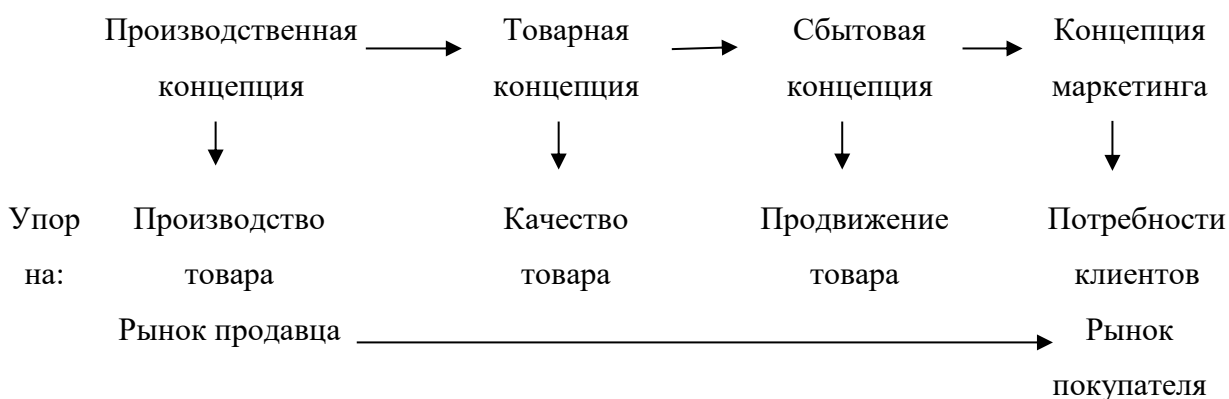 Производственная Товарная Сбытовая Концепция
концепция концепция концепция маркетинга
Упор Производство Качество Продвижение Потребности
на: товара товара товара клиентов
Рынок продавца Рынок
покупателя